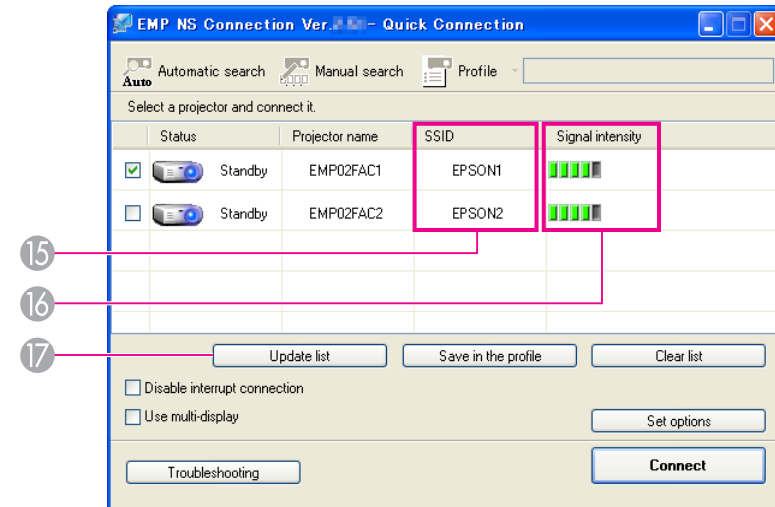 EMP NS Connection Ver. - Quick Connection
Auto Automatic search Manual search Profile
Select a projector and connect it.
Status Projector name SSID Signal intensity
Standby EMP02FAC1 EPSON1
Standby EMP02FAC2 EPSON2
15
16
17
Update list Save in the profile Clear list
Disable interrupt connection
Use multi-display
Set options
Troubleshooting Connect